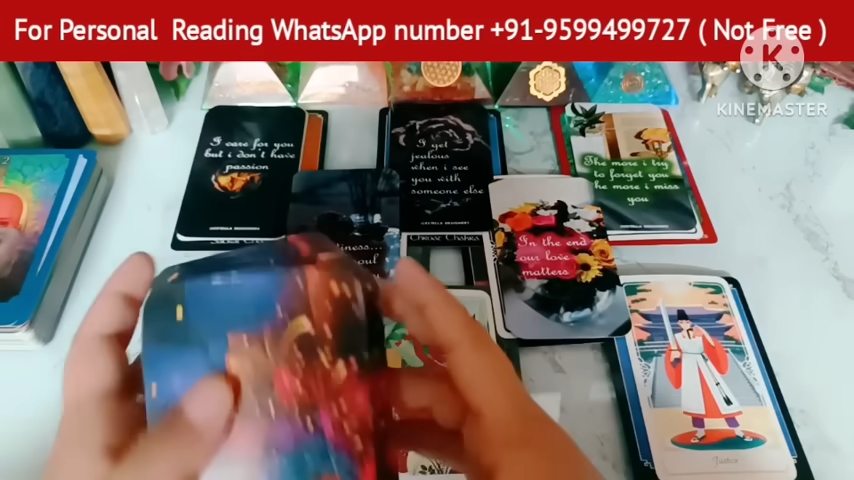 For Personal Reading WhatsApp number +91-9599499727 ( Not Free )
K
KINEMASTER
I care for you
but i don't have
passion
I get
jealous
when i see
you with
someone else
The more i try
to forget you
he more i miss
you
In the end
our love
matters
Justice
2